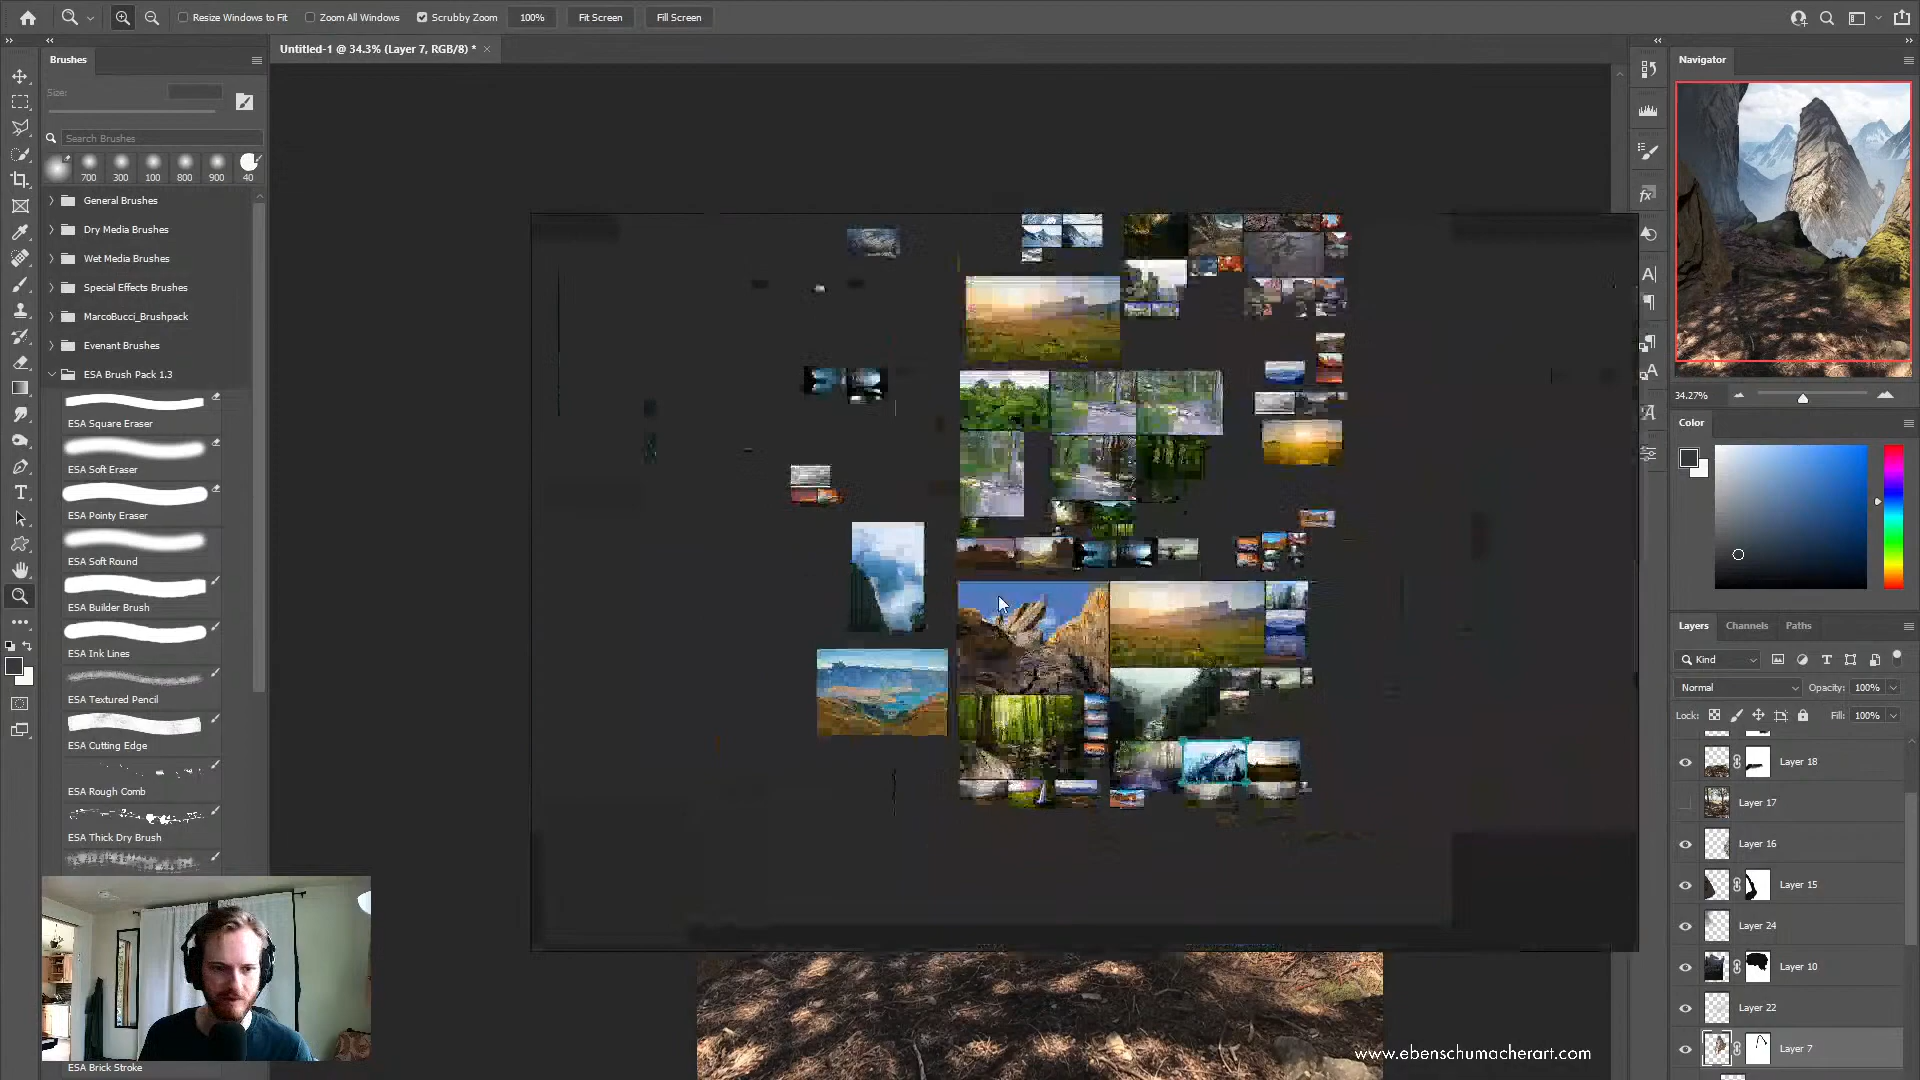 Resize Windows to Fit
Zoom All Windows
Scrubby Zoom
100%
Fit Screen
Fill Screen
Brushes
Untitled-1 @ 34.3% (Layer 7, RGB/8) *
Navigator
Size:
Search Brushes
700
300
100
800
900
40
General Brushes
Dry Media Brushes
Wet Media Brushes
Special Effects Brushes
MarcoBucci_Brushpack
Evenant Brushes
ESA Brush Pack 1.3
ESA Square Eraser
ESA Soft Eraser
ESA Pointy Eraser
ESA Soft Round
ESA Builder Brush
ESA Ink Lines
ESA Textured Pencil
ESA Cutting Edge
ESA Rough Comb
ESA Thick Dry Brush
ESA Brick Stroke
34.27%
Color
Layers
Channels
Paths
Kind
Normal
Opacity:
100%
Lock:
Fill:
100%
Layer 18
Layer 17
Layer 16
Layer 15
Layer 24
Layer 10
Layer 22
Layer 7
www.ebenschumacherart.com